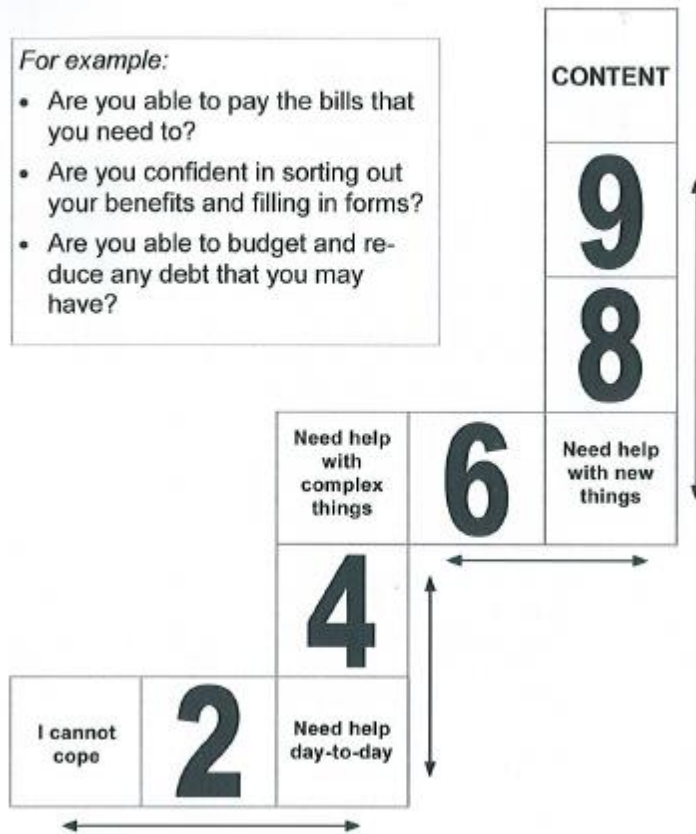 For example:
• Are you able to pay the bills that
you need to?
• Are you confident in sorting out
your benefits and filling in forms?
• Are you able to budget and re-
duce any debt that you may
have?
CONTENT
9
8
Need help
with
complex
things
6
Need help
with new
things
4
I cannot
cope
2
Need help
day-to-day